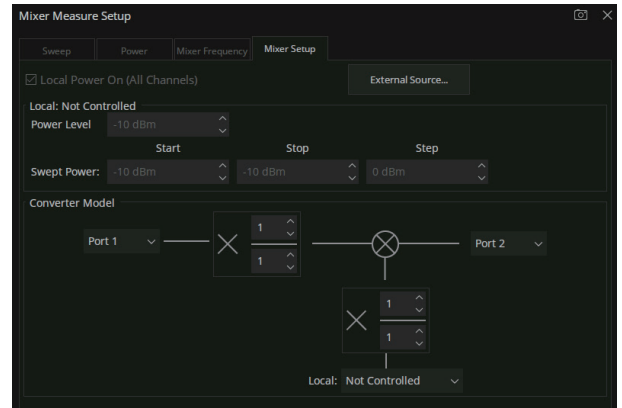 Mixer Measure Setup
Sweep Power Mixer Frequency Mixer Setup
Local Power On (All Channels)
External Source...
Local: Not Controlled
Power Level -10 dBm
Start Stop Step
Swept Power: -10 dBm -10 dBm 0 dBm
Converter Model
1
Port 1 Port 2
1
1
1
Local: Not Controlled